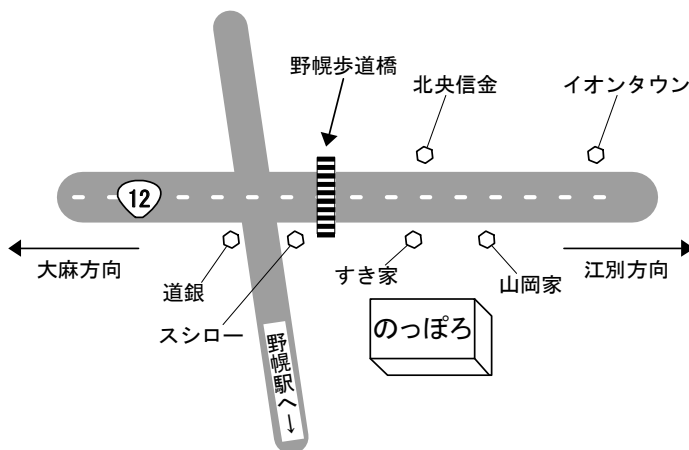 野幌歩道橋
北央信金
イオンタウン
12
大麻方向
道銀
スシロー
すき家
山岡家
江別方向
のっぽろ
野幌駅へ→